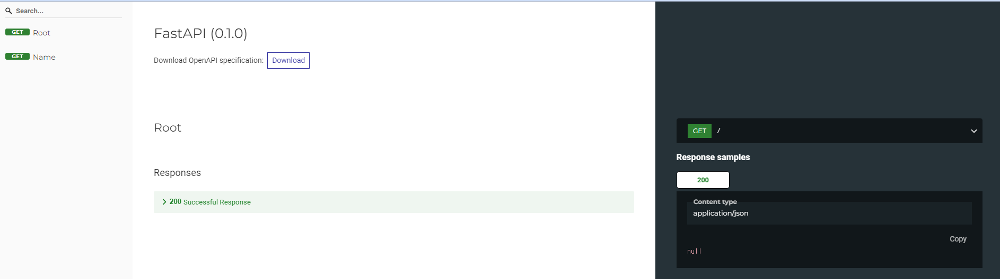 Search...
GET Root
GET Name
FastAPI (0.1.0)
Download OpenAPI specification: Download
Root
Responses
200 Successful Response
GET /
Response samples
200
Content type
application/json
Copy
null